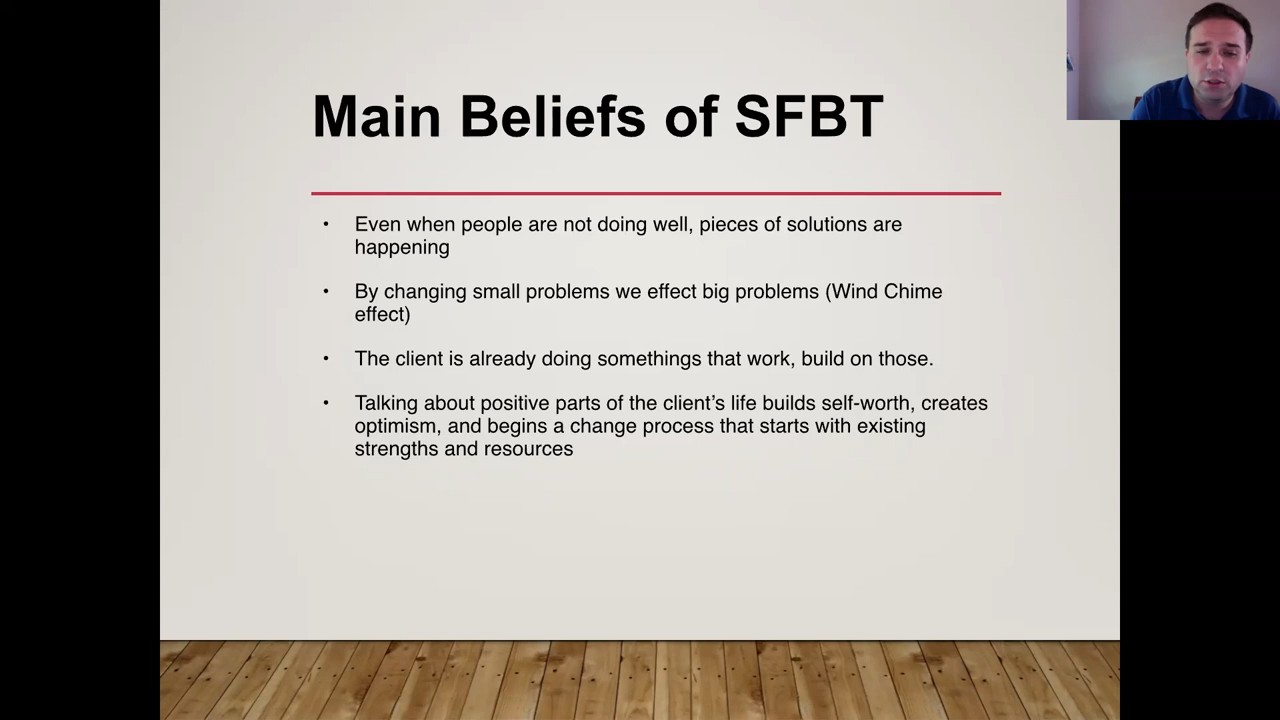 Main Beliefs of SFBT
• Even when people are not doing well, pieces of solutions are
happening
• By changing small problems we effect big problems (Wind Chime
effect)
• The client is already doing somethings that work, build on those.
• Talking about positive parts of the client’s life builds self-worth, creates
optimism, and begins a change process that starts with existing
strengths and resources